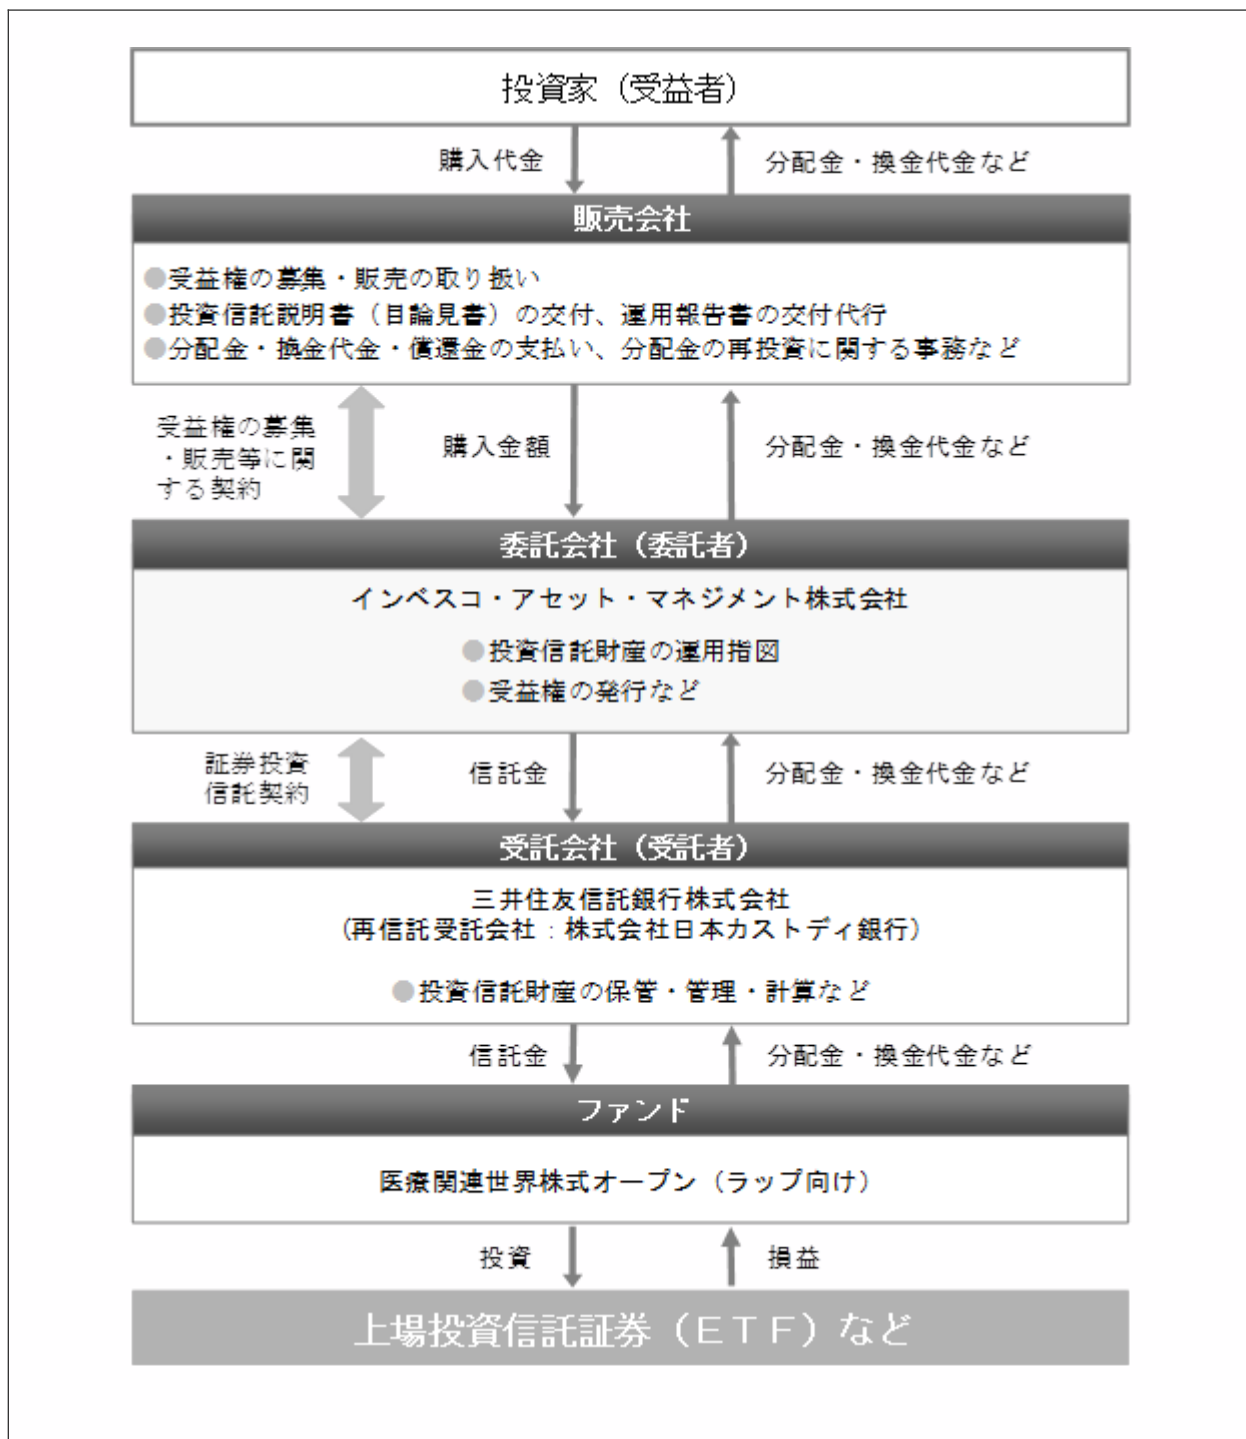 投資家（受益者）
購入代金
分配金・換金代金など
販売会社
●受益権の募集・販売の取り扱い
●投資信託説明書（目論見書）の交付、運用報告書の交付代行
●分配金・換金代金・償還金の支払い、分配金の再投資に関する事務など
受益権の募集
・販売等に関
する契約
購入金額
分配金・換金代金など
委託会社（委託者）
インベスコ・アセット・マネジメント株式会社
●投資信託財産の運用指図
●受益権の発行など
証券投資
信託契約
信託金
分配金・換金代金など
受託会社（受託者）
三井住友信託銀行株式会社
（再信託受託会社：株式会社日本カストディ銀行）
●投資信託財産の保管・管理・計算など
信託金
分配金・換金代金など
ファンド
医療関連世界株式オープン（ラップ向け）
投資
損益
上場投資信託証券（ＥＴＦ）など